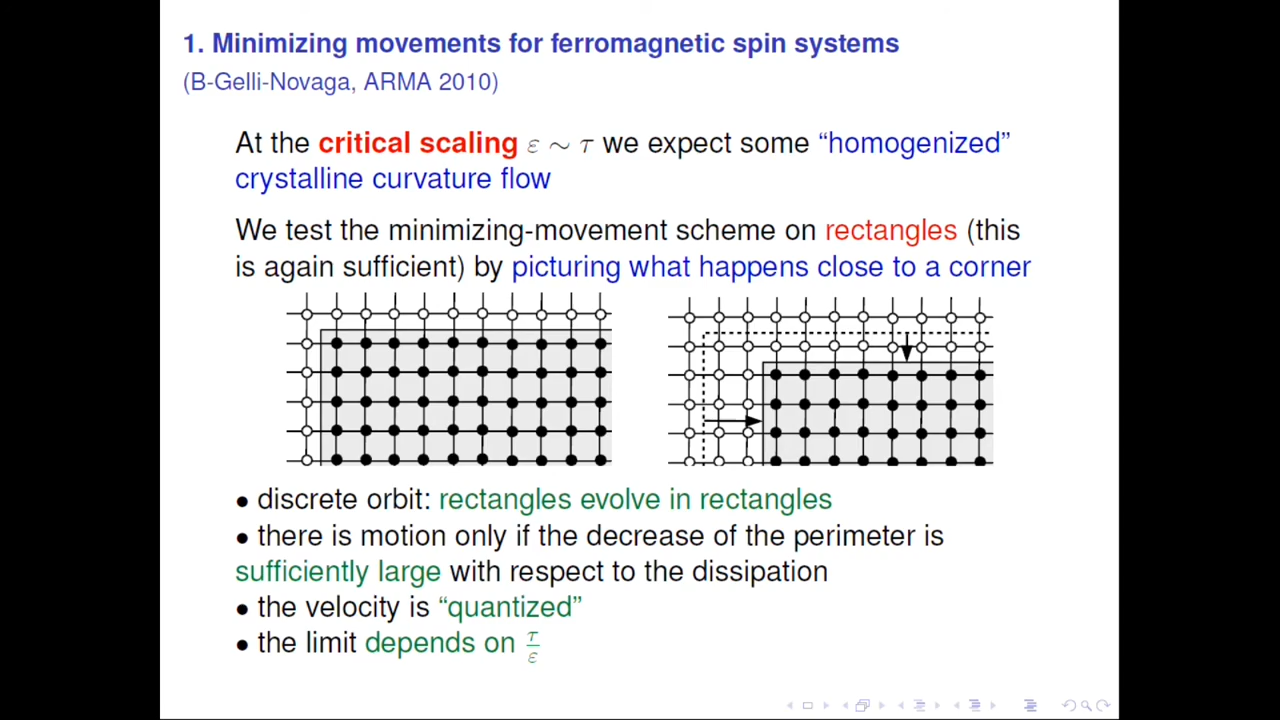 1. Minimizing movements for ferromagnetic spin systems
(B-Gelli-Novaga, ARMA 2010)
At the critical scaling ε ∼ τ we expect some “homogenized”
crystalline curvature flow
We test the minimizing-movement scheme on rectangles (this
is again sufficient) by picturing what happens close to a corner
• discrete orbit: rectangles evolve in rectangles
• there is motion only if the decrease of the perimeter is
sufficiently large with respect to the dissipation
• the velocity is “quantized”
• the limit depends on τ/ε